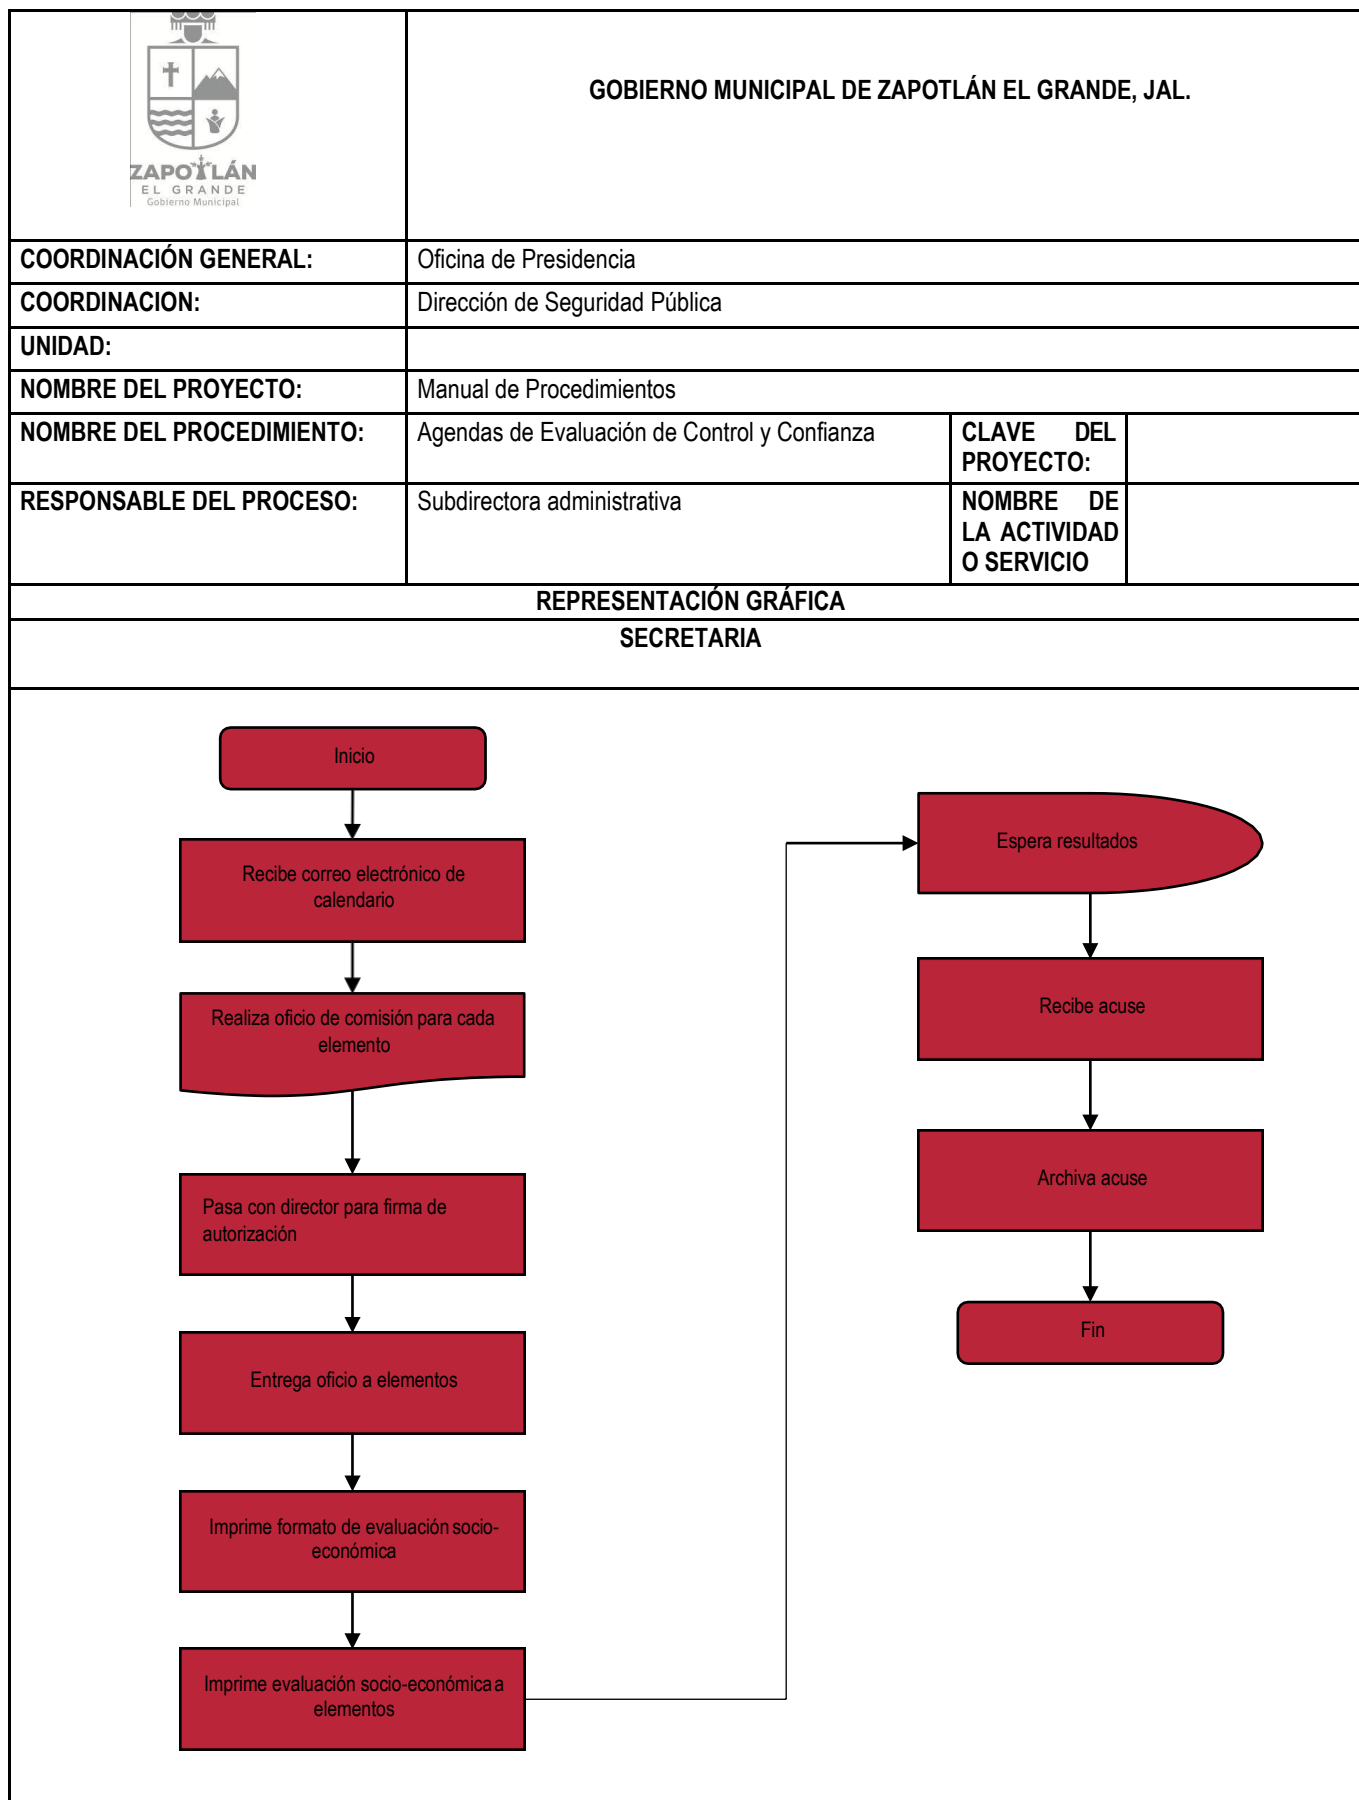 ZAPOTLÁN
EL GRANDE
Gobierno Municipal
GOBIERNO MUNICIPAL DE ZAPOTLÁN EL GRANDE, JAL.
COORDINACIÓN GENERAL:
Oficina de Presidencia
COORDINACION:
Dirección de Seguridad Pública
UNIDAD:
NOMBRE DEL PROYECTO:
Manual de Procedimientos
NOMBRE DEL PROCEDIMIENTO:
Agendas de Evaluación de Control y Confianza
CLAVE DEL
PROYECTO:
RESPONSABLE DEL PROCESO:
Subdirectora administrativa
NOMBRE DE
LA ACTIVIDAD
O SERVICIO
REPRESENTACIÓN GRÁFICA
SECRETARIA
Inicio
Recibe correo electrónico de
calendario
Realiza oficio de comisión para cada
elemento
Pasa con director para firma de
autorización
Entrega oficio a elementos
Imprime formato de evaluación socio-
económica
Imprime evaluación socio-económica a
elementos
Espera resultados
Recibe acuse
Archiva acuse
Fin